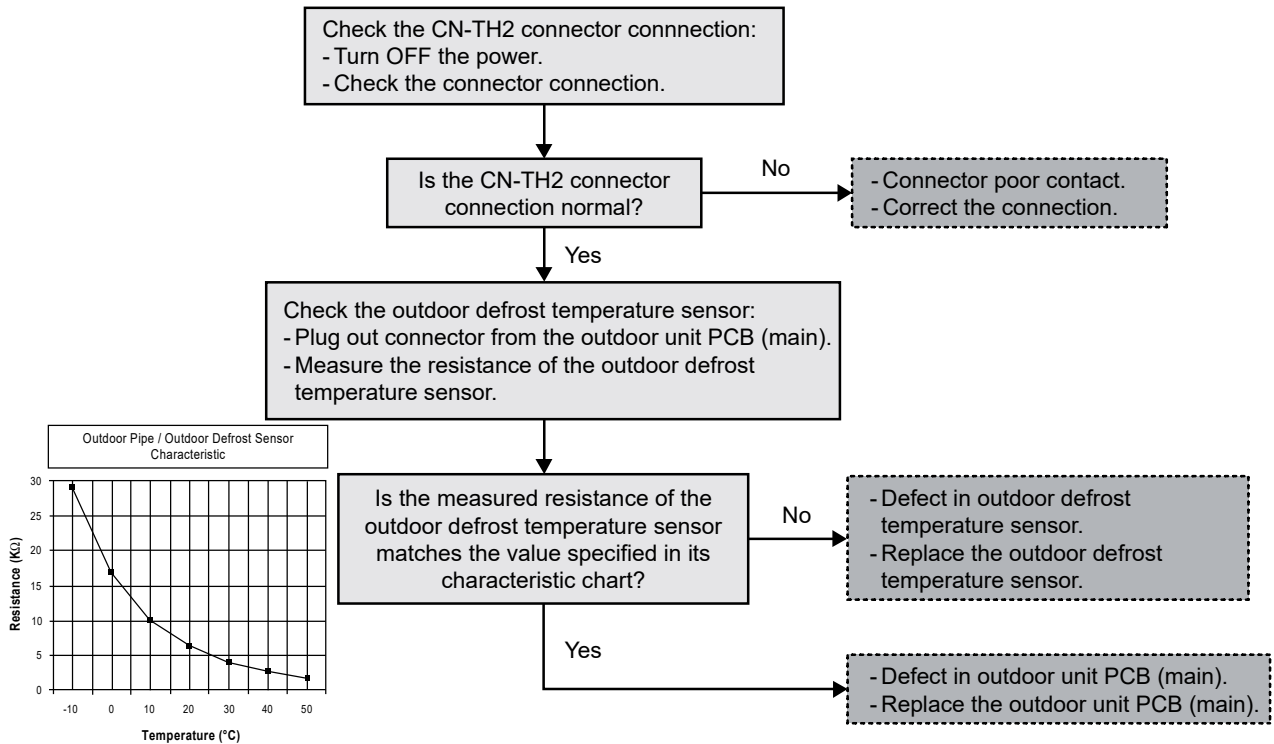 Check the CN-TH2 connector connnection:
- Turn OFF the power.
- Check the connector connection.
Is the CN-TH2 connector
connection normal?
No
- Connector poor contact.
- Correct the connection.
Yes
Check the outdoor defrost temperature sensor:
- Plug out connector from the outdoor unit PCB (main).
- Measure the resistance of the outdoor defrost
temperature sensor.
Outdoor Pipe / Outdoor Defrost Sensor
Characteristic
30
25
20
15
10
5
0
Resistance (KΩ)
-10 0 10 20 30 40 50
Temperature (°C)
Is the measured resistance of the
outdoor defrost temperature sensor
matches the value specified in its
characteristic chart?
No
- Defect in outdoor defrost
temperature sensor.
- Replace the outdoor defrost
temperature sensor.
Yes
- Defect in outdoor unit PCB (main).
- Replace the outdoor unit PCB (main).